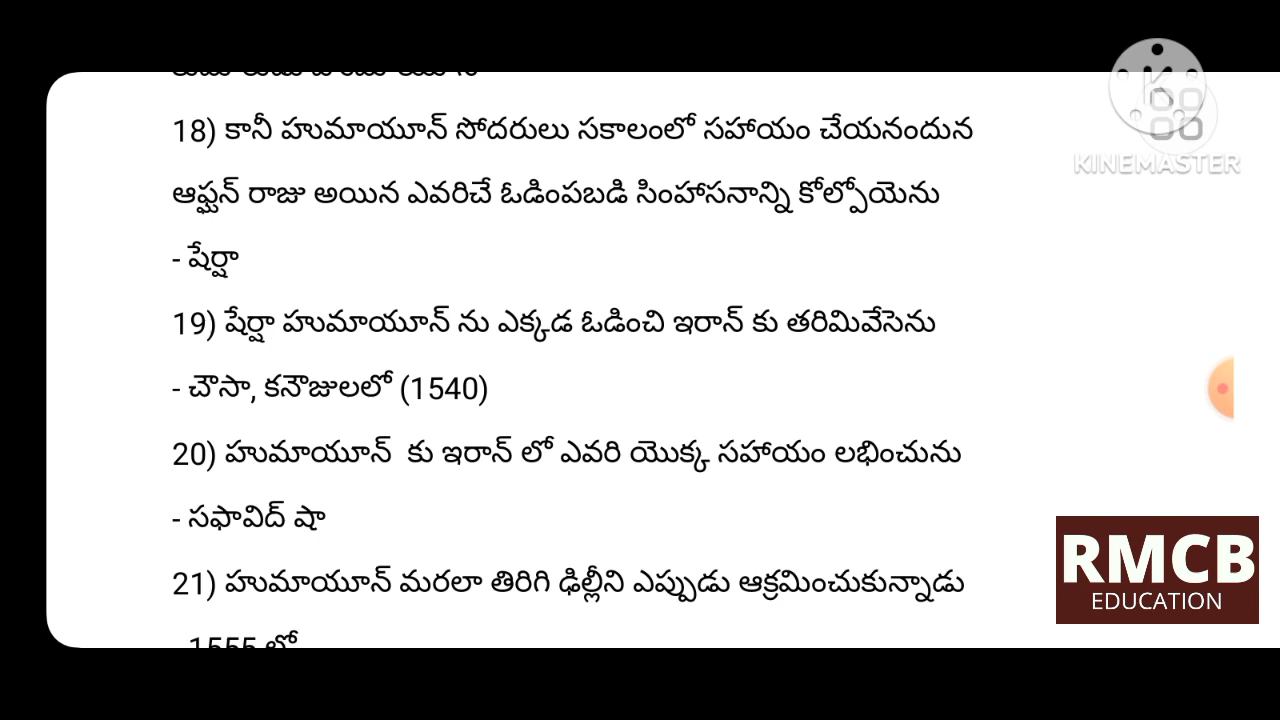 18) కానీ హుమాయూన్ సోదరులు సకాలంలో సహాయం చేయనందున
ఆఫ్ఘన్ రాజు అయిన ఎవరిచే ఓడింపబడి సింహాసనాన్ని కోల్పోయెను
- షేర్షా
19) షేర్షా హుమాయూన్ ను ఎక్కడ ఓడించి ఇరాన్ కు తరిమివేసెను
- చౌసా, కనౌజులలో (1540)
20) హుమాయూన్ కు ఇరాన్ లో ఎవరి యొక్క సహాయం లభించును
- సఫావిద్ షా
21) హుమాయూన్ మరలా తిరిగి ఢిల్లీని ఎప్పుడు ఆక్రమించుకున్నాడు
- 1555 లో
KINEMASTER
RMCB
EDUCATION